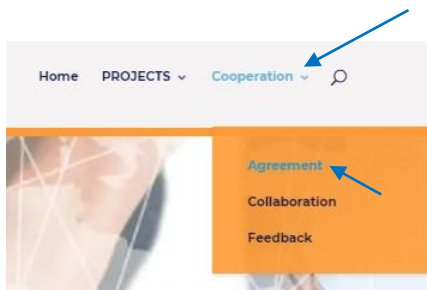 Home PROJECTS Cooperation
Agreement
Collaboration
Feedback